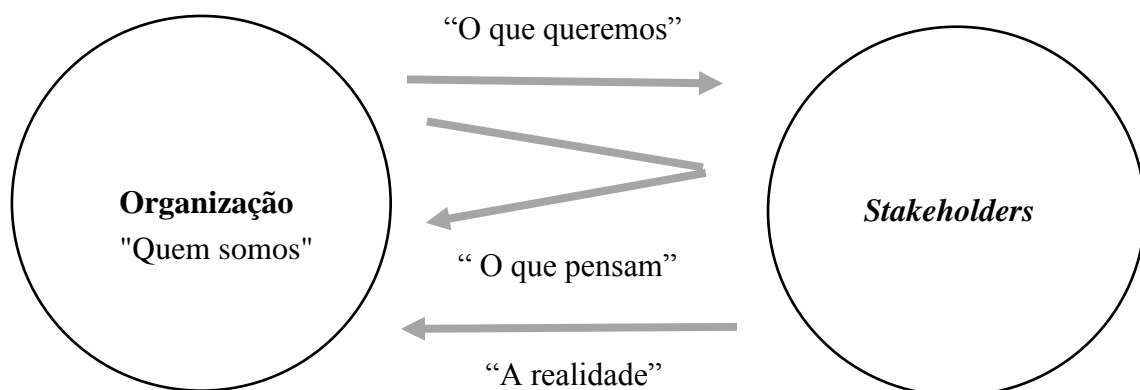 “O que queremos”
Organização
"Quem somos"
Stakeholders
“ O que pensam”
“A realidade”